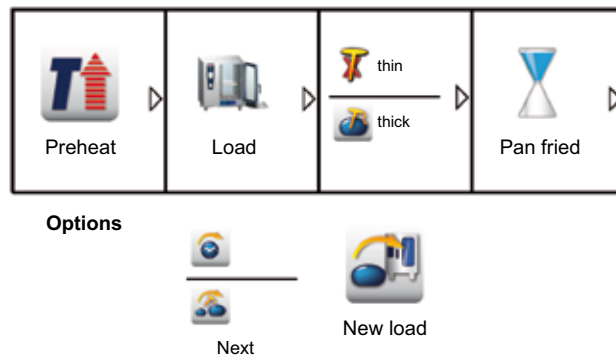 Preheat
Load
thin
thick
Pan fried
Options
Next
New load